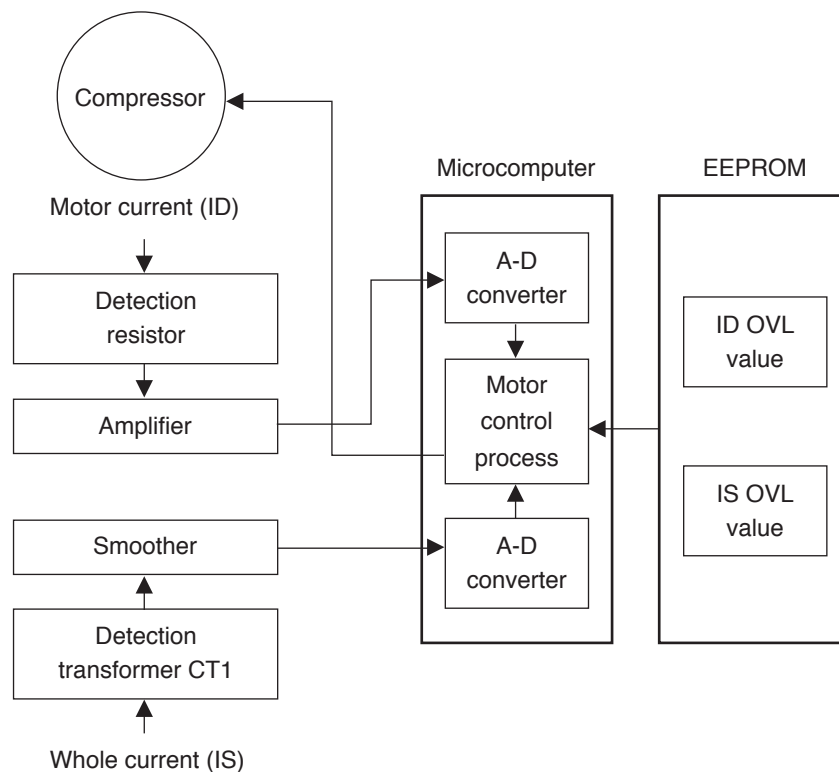 Compressor
Motor current (ID)
Detection
resistor
Amplifier
Smoother
Detection
transformer CT1
Whole current (IS)
Microcomputer
A-D
converter
Motor
control
process
A-D
converter
EEPROM
ID OVL
value
IS OVL
value